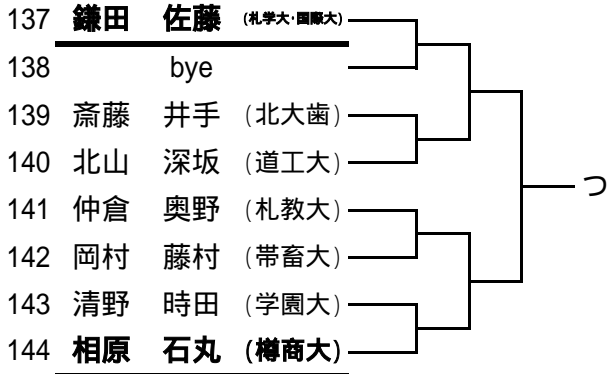 137 鎌田 佐藤 (札学大・国際大)
138 bye
139 斎藤 井手 (北大歯)
140 北山 深坂 (道工大)
141 仲倉 奥野 (札教大)
142 岡村 藤村 (帯畜大)
143 清野 時田 (学園大)
144 相原 石丸 (樽商大)
つ